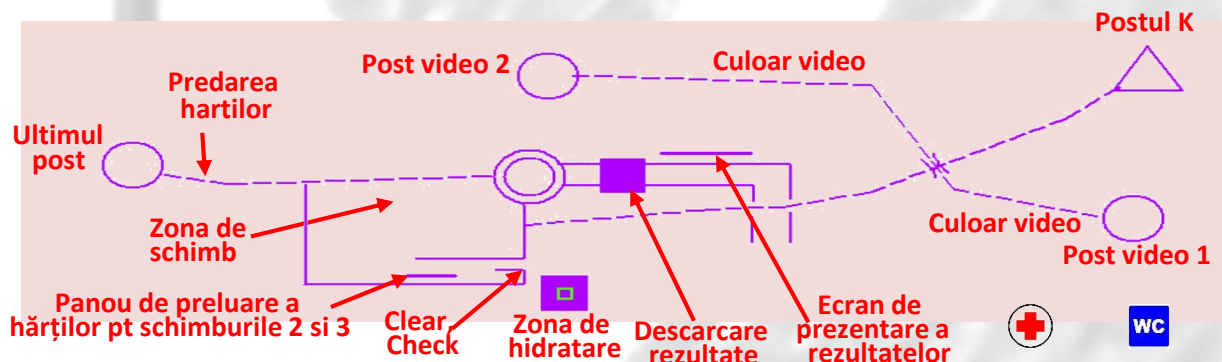 Postul K
Post video 2
Culoar video
Predarea
hartilor
Ultimul
post
Zona de
schimb
Culoar video
Post video 1
Panou de preluare a
hărților pt schimburile 2 si 3
Clear,
Check
Zona de
hidratare
Descarcare
rezultate
Ecran de
prezentare a
rezultatelor
WC